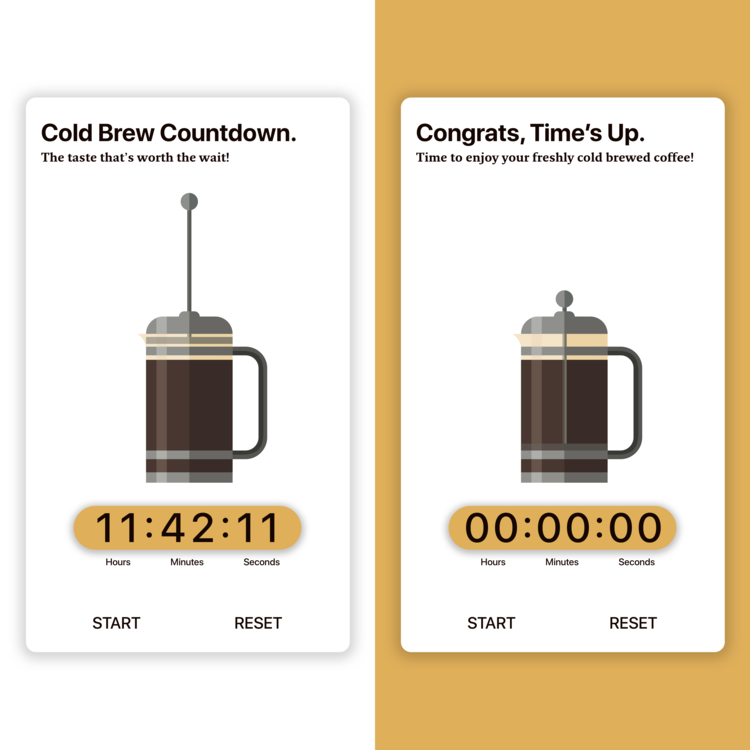 Cold Brew Countdown.
The taste that's worth the wait!
11:42:11
Hours Minutes Seconds
START RESET
Congrats, Time’s Up.
Time to enjoy your freshly cold brewed coffee!
00:00:00
Hours Minutes Seconds
START RESET